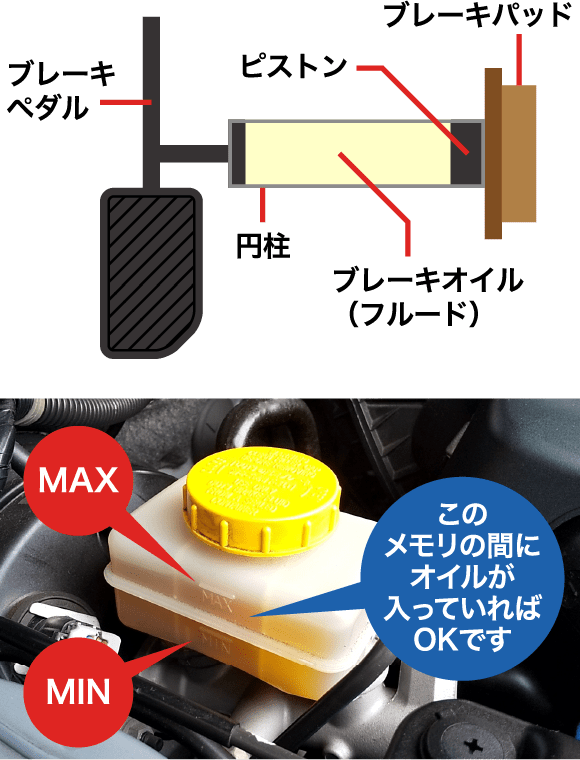 ブレーキパッド
ピストン
ブレーキ
ペダル
円柱
ブレーキオイル
（フルード）
MAX
この
メモリの間に
オイルが
入っていれば
OKです
MAX
MIN
MIN